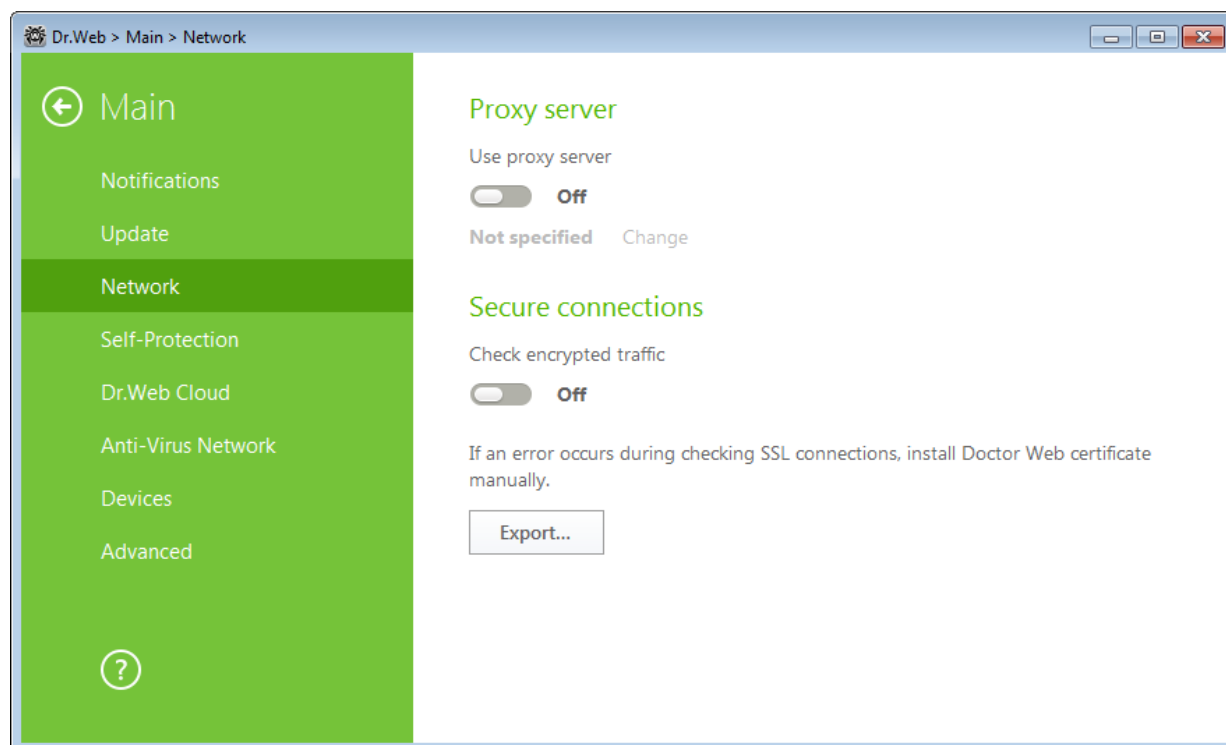 Dr.Web > Main > Network
Main
Notifications
Update
Network
Self-Protection
Dr.Web Cloud
Anti-Virus Network
Devices
Advanced
?
Proxy server
Use proxy server
Off
Not specified Change
Secure connections
Check encrypted traffic
Off
If an error occurs during checking SSL connections, install Doctor Web certificate
manually.
Export...